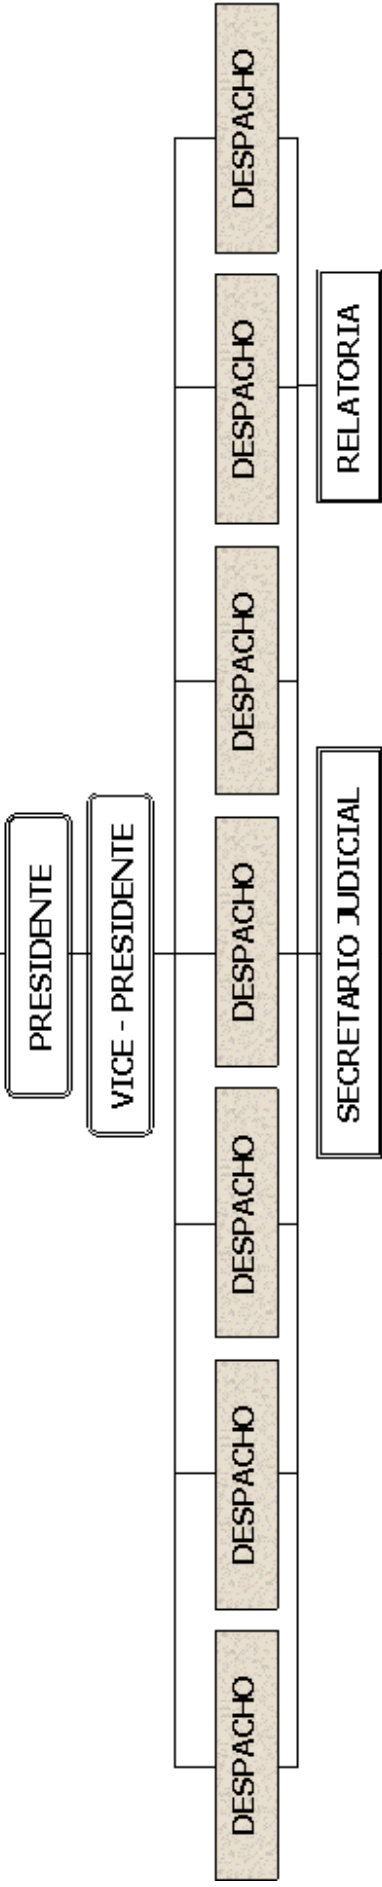 PRESIDENTE
VICE - PRESIDENTE
DESPACHO
DESPACHO
DESPACHO
DESPACHO
DESPACHO
DESPACHO
DESPACHO
SECRETARIO JUDICIAL
RELATORIA